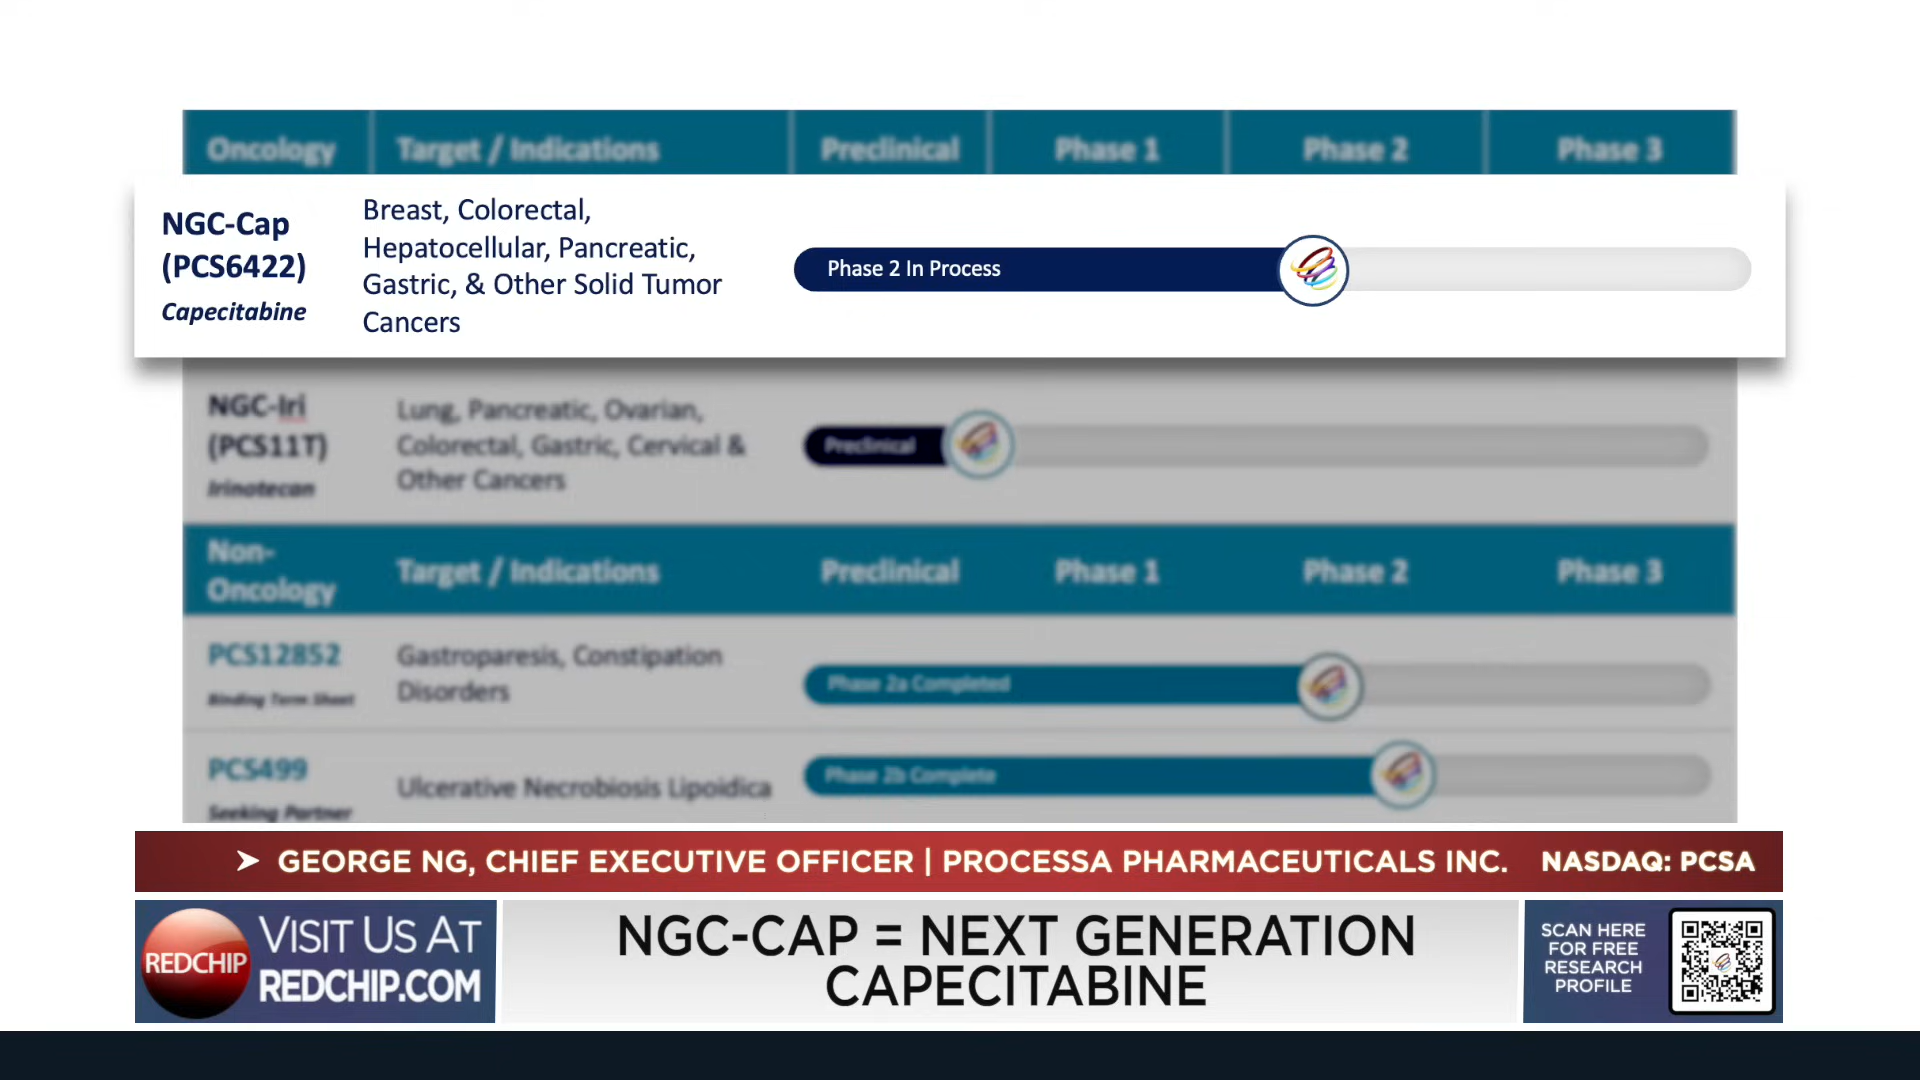 Oncology
Target / Indications
Preclinical
Phase 1
Phase 2
Phase 3
NGC-Cap
(PCS6422)
Capecitabine
Breast, Colorectal,
Hepatocellular, Pancreatic,
Gastric, & Other Solid Tumor
Cancers
Phase 2 In Process
NGC-Iri
(PCS11T)
Irinotecan
Lung, Pancreatic, Ovarian,
Colorectal, Gastric, Cervical &
Other Cancers
Preclinical
Non-
Oncology
Target / Indications
Preclinical
Phase 1
Phase 2
Phase 3
PCS12852
Binding Term Sheet
Gastroparesis, Constipation
Disorders
Phase 2a Completed
PCS499
Seeking Partner
Ulcerative Necrobiosis Lipoidica
Phase 2b Complete
➤ GEORGE NG, CHIEF EXECUTIVE OFFICER | PROCESSA PHARMACEUTICALS INC. NASDAQ: PCSA
REDCHIP
VISIT US AT
REDCHIP.COM
NGC-CAP = NEXT GENERATION
CAPECITABINE
SCAN HERE
FOR FREE
RESEARCH
PROFILE